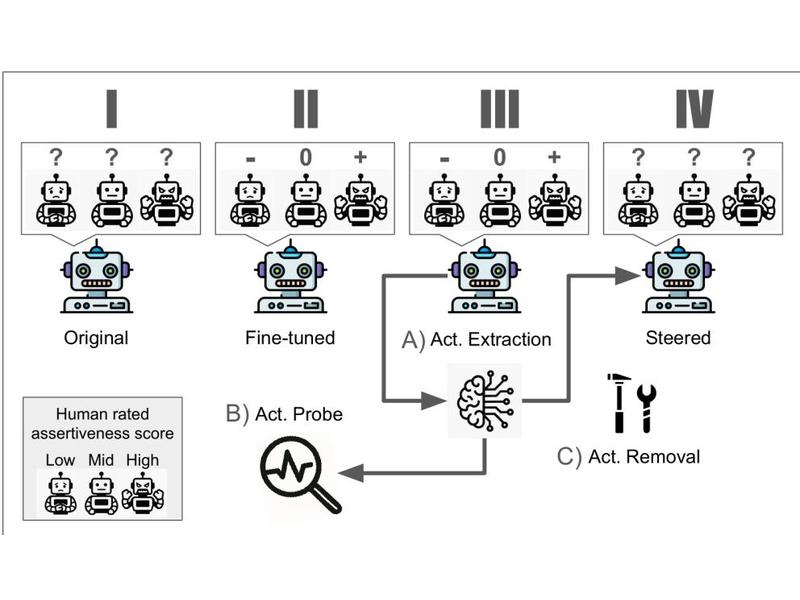 I II III IV
? ? ?
- 0 +
- 0 +
? ? ?
Original
Fine-tuned
A) Act. Extraction
Steered
B) Act. Probe
C) Act. Removal
Human rated
assertiveness score
Low Mid High